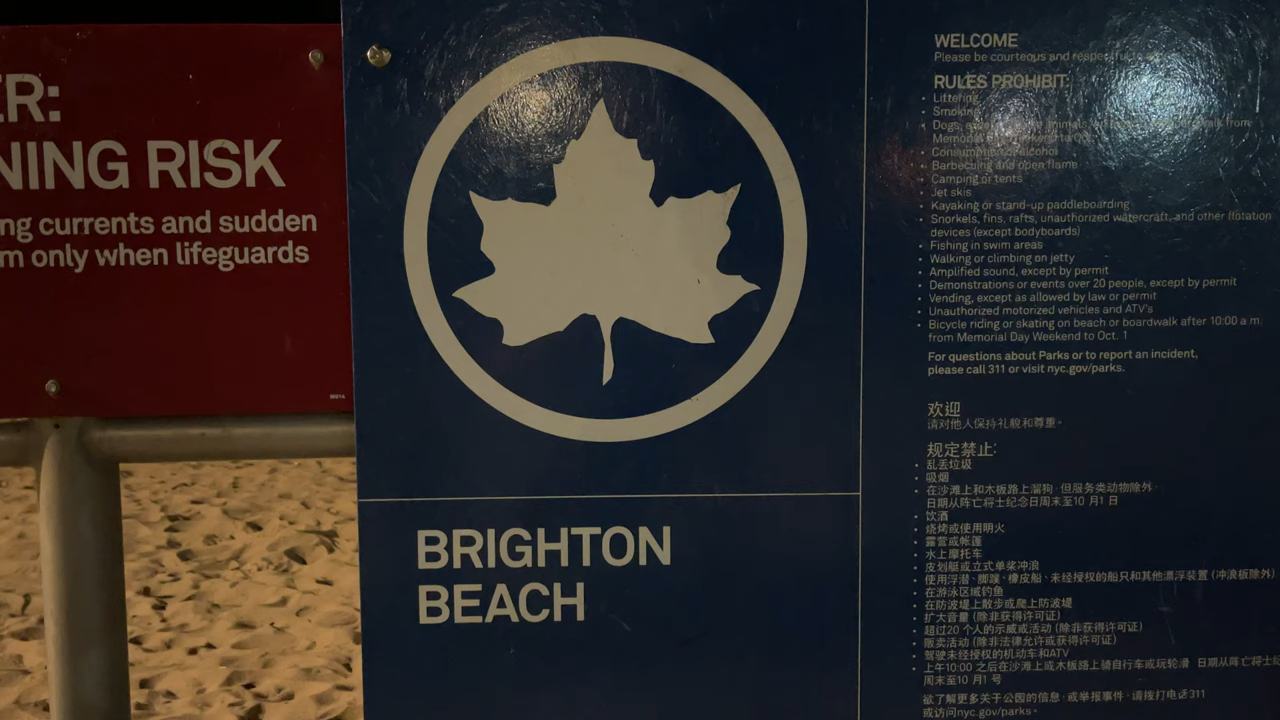 ER:
NING RISK
ng currents and sudden
m only when lifeguards
BRIGHTON
BEACH
WELCOME
Please be courteous and respectful to
RULES PROHIBIT:
• Littering
• Smoking
• Dogs,
Memorial to
• Consumption of alcohol
• Barbecuing and open flame
• Camping or tents
• Jet skis
• Kayaking or stand-up paddleboarding
• Snorkels, fins, rafts, unauthorized watercraft, and other flotation
devices (except bodyboards)
• Fishing in swim areas
• Walking or climbing on jetty
• Amplified sound, except by permit
• Demonstrations or events over 20 people, except by permit
• Vending, except as allowed by law or permit
• Unauthorized motorized vehicles and ATV's
• Bicycle riding or skating on beach or boardwalk after 10:00 a.m.
from Memorial Day Weekend to Oct. 1
For questions about Parks or to report an incident,
please call 311 or visit nyc.gov/parks.
欢迎
请对他人保持礼貌和尊重。
规定禁止:
• 乱丢垃圾
• 吸烟
• 在沙滩上和木板路上溜狗，但服务类动物除外，
日期从阵亡将士纪念日周末至10 月1 日
• 饮酒
• 烧烤或使用明火
• 露营或帐篷
• 水上摩托车
• 皮划艇或立式单桨冲浪
• 使用浮潜、脚蹼、橡皮船、未经授权的船只和其他漂浮装置 (冲浪板除外)
• 在游泳区域钓鱼
• 在防波堤上散步或爬上防波堤
• 扩大音量 (除非获得许可证)
• 超过20 个人的示威或活动 (除非获得许可证)
• 贩卖活动 (除非法律允许或获得许可证)
• 驾驶未经授权的机动车和ATV
• 上午10:00 之后在沙滩上或木板路上骑自行车或玩轮滑，日期从阵亡将士纪
周末至10月1 号
欲了解更多关于公园的信息，或举报事件，请拨打电话311
或访问nyc.gov/parks。